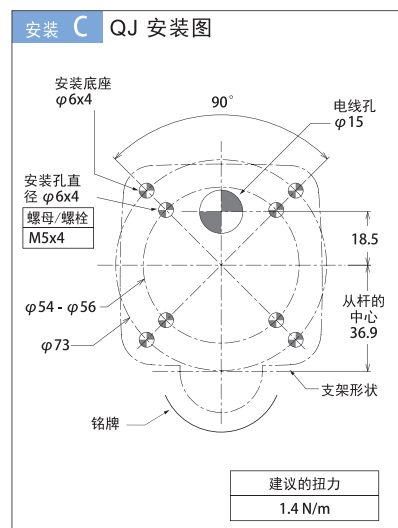 安装 C QJ 安装图
安装底座
φ6x4
90°
电线孔
φ15
安装孔直
径 φ6x4
螺母/螺栓
M5x4
18.5
从杆的
中心
36.9
φ54 - φ56
φ73
支架形状
铭牌
建议的扭力
1.4 N/m